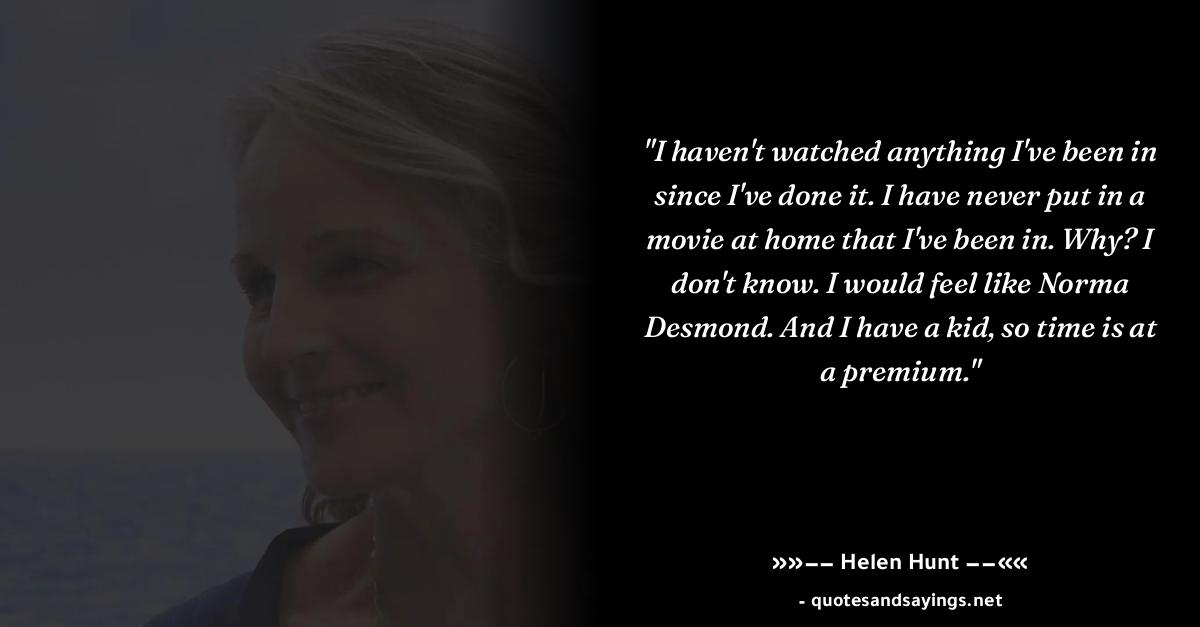 "I haven't watched anything I've been in
since I've done it. I have never put in a
movie at home that I've been in. Why? I
don't know. I would feel like Norma
Desmond. And I have a kid, so time is at
a premium."
»»-- Helen Hunt --««
- quotesandsayings.net